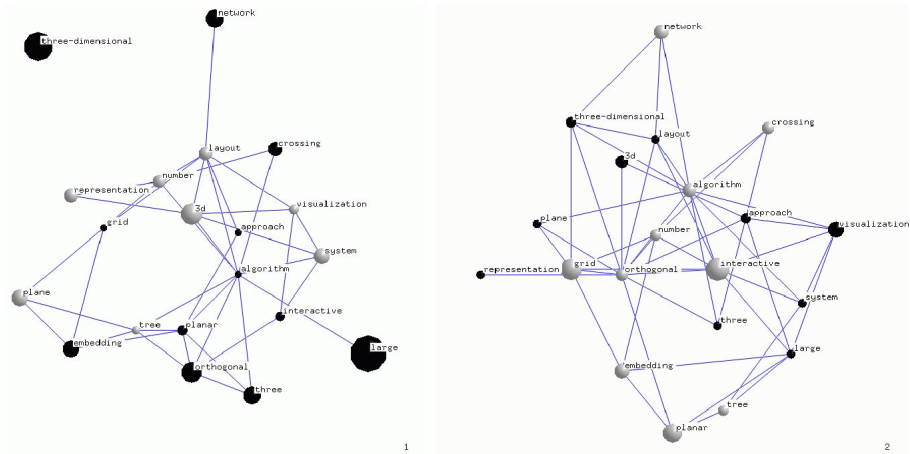 network
three-dimensional
crossing
layout
number
representation
3d
visualization
grid
approach
system
algorithm
plane
interactive
tree
planar
embedding
large
orthogonal
three
1
network
three-dimensional
crossing
layout
3d
algorithm
plane
approach
visualization
number
grid
interactive
representation
orthogonal
system
three
large
embedding
tree
planar
2